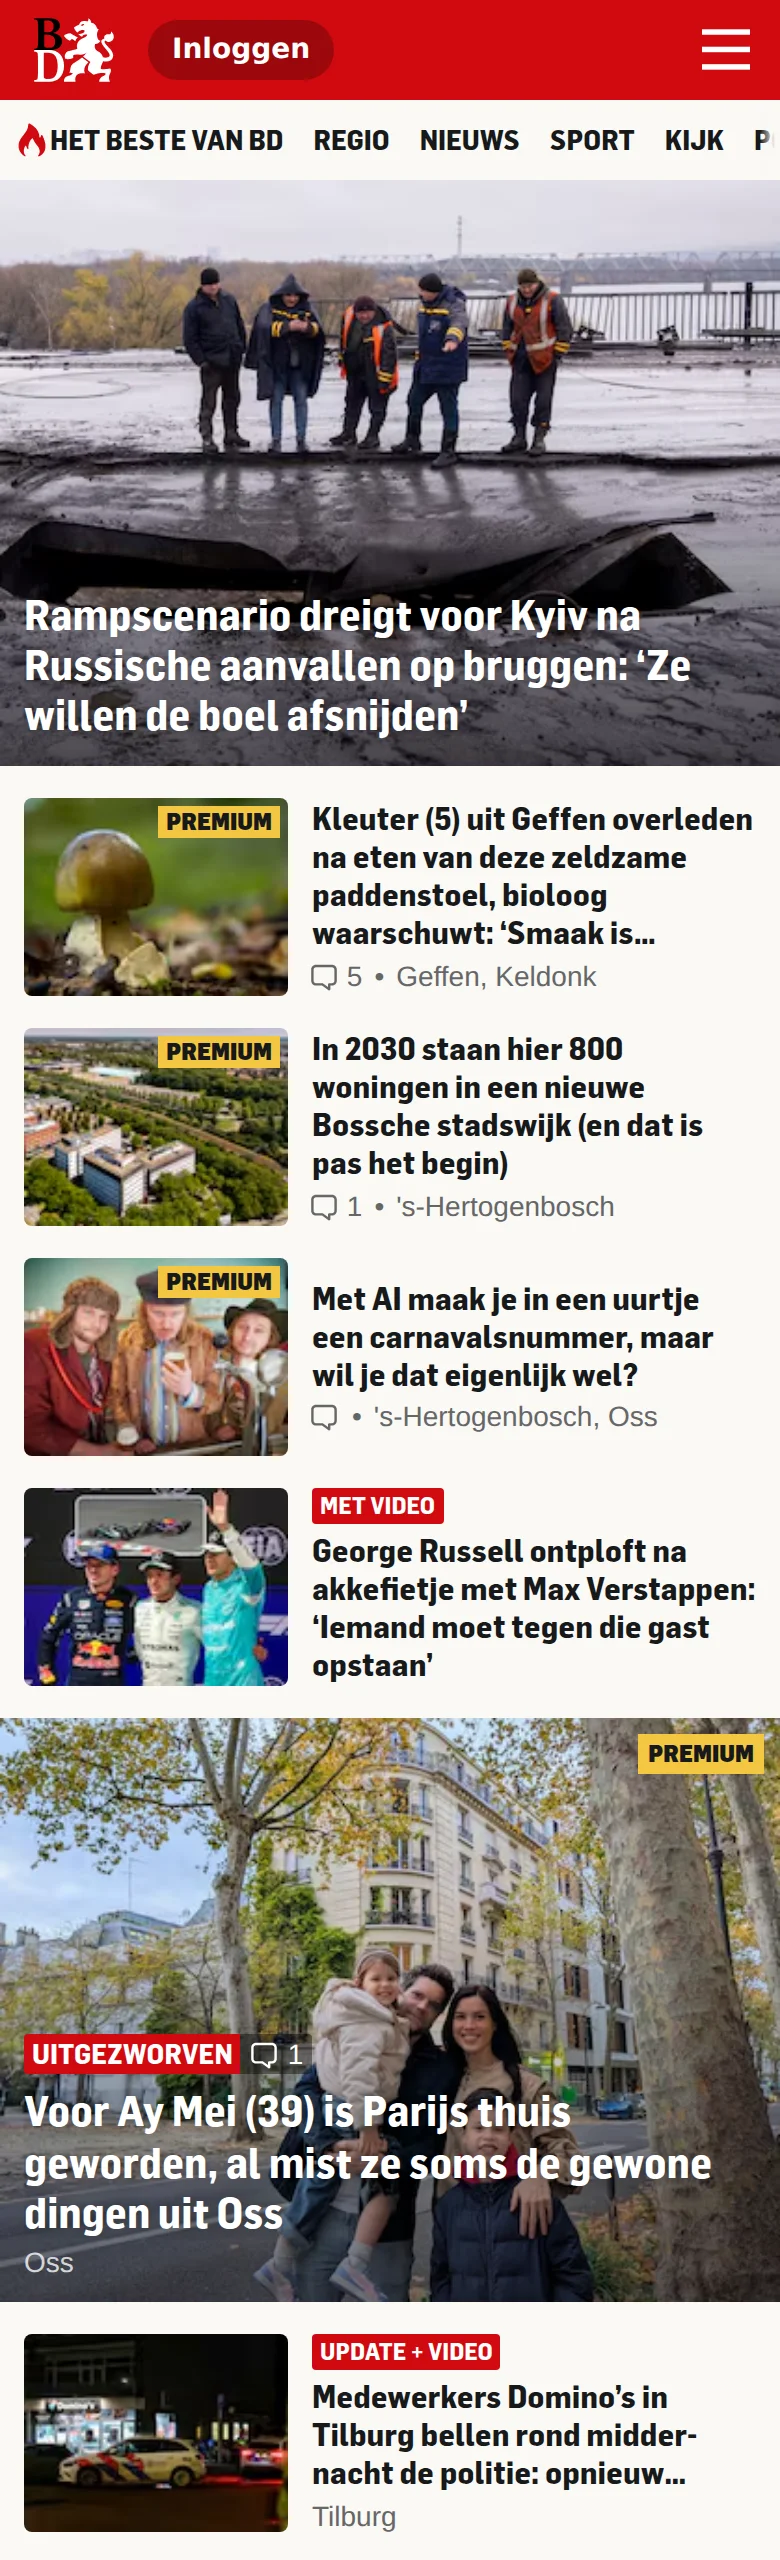 BD
Inloggen
HET BESTE VAN BD REGIO NIEUWS SPORT KIJK
Rampscenario dreigt voor Kyiv na
Russische aanvallen op bruggen: ‘Ze
willen de boel afsnijden’
PREMIUM
Kleuter (5) uit Geffen overleden
na eten van deze zeldzame
paddenstoel, bioloog
waarschuwt: ‘Smaak is...
5 • Geffen, Keldonk
PREMIUM
In 2030 staan hier 800
woningen in een nieuwe
Bossche stadswijk (en dat is
pas het begin)
1 • 's-Hertogenbosch
PREMIUM
Met AI maak je in een uurtje
een carnavalsnummer, maar
wil je dat eigenlijk wel?
• 's-Hertogenbosch, Oss
MET VIDEO
George Russell ontploft na
akkefietje met Max Verstappen:
‘Iemand moet tegen die gast
opstaan’
PREMIUM
UITGEZWORVEN 1
Voor Ay Mei (39) is Parijs thuis
geworden, al mist ze soms de gewone
dingen uit Oss
Oss
UPDATE + VIDEO
Medewerkers Domino’s in
Tilburg bellen rond midder-
nacht de politie: opnieuw...
Tilburg